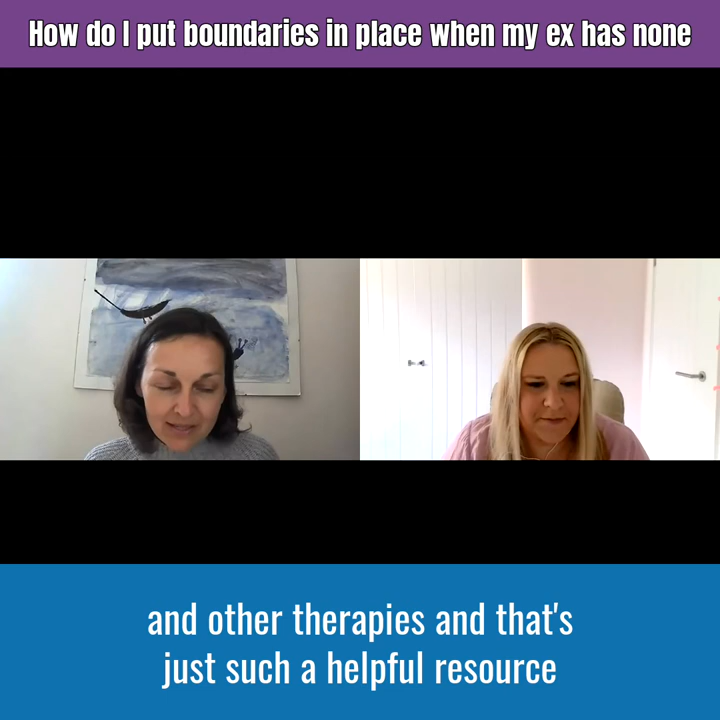 How do I put boundaries in place when my ex has none
and other therapies and that's
just such a helpful resource